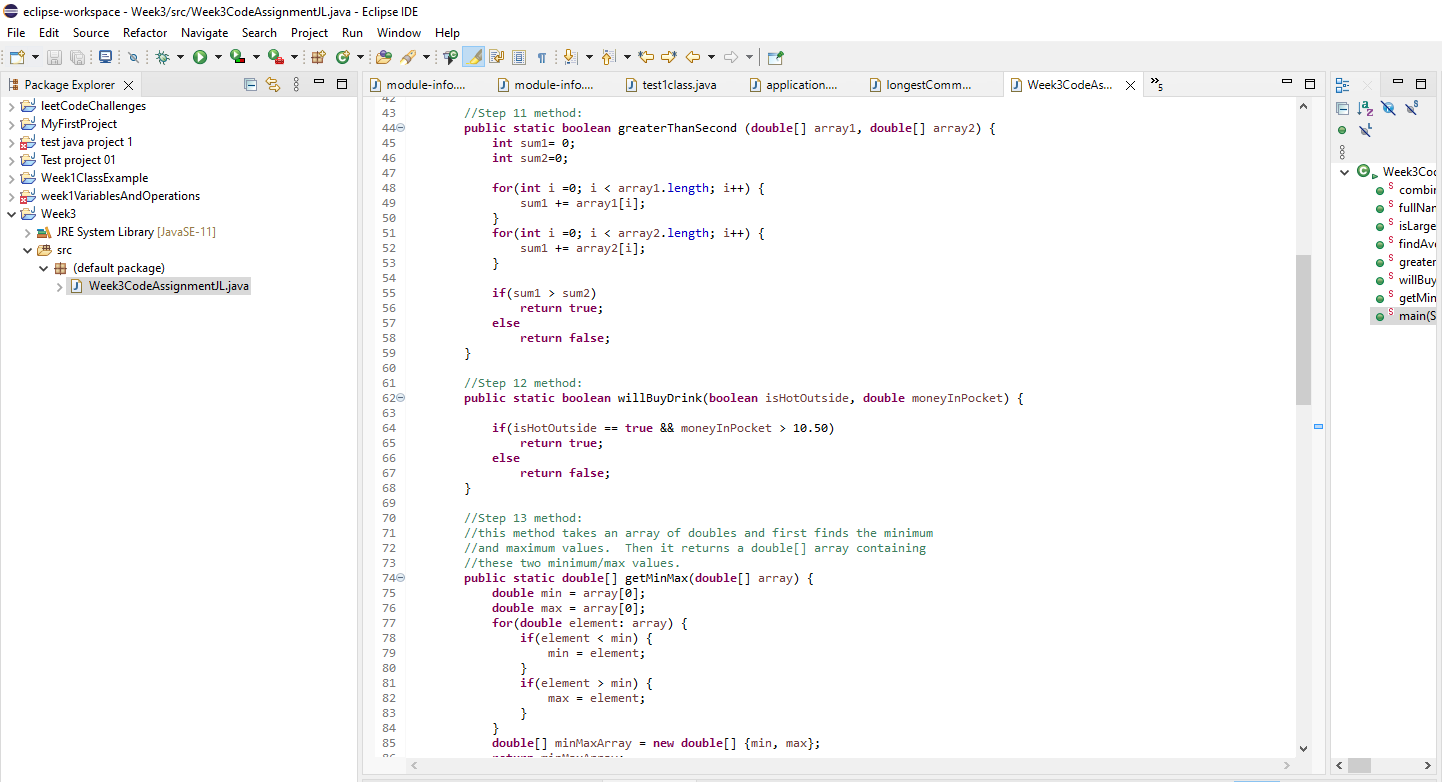 eclipse-workspace - Week3/src/Week3CodeAssignmentJL.java - Eclipse IDE
File Edit Source Refactor Navigate Search Project Run Window Help
Package Explorer
leetCodeChallenges
MyFirstProject
test java project 1
Test project 01
Week1ClassExample
week1VariablesAndOperations
Week3
JRE System Library [JavaSE-11]
src
(default package)
Week3CodeAssignmentJL.java
module-info.... module-info.... test1class.java application.... longestComm... Week3CodeAs... »5
42
43 //Step 11 method:
44 public static boolean greaterThanSecond (double[] array1, double[] array2) {
45 int sum1= 0;
46 int sum2=0;
47
48 for(int i =0; i < array1.length; i++) {
49 sum1 += array1[i];
50 }
51 for(int i =0; i < array2.length; i++) {
52 sum1 += array2[i];
53 }
54
55 if(sum1 > sum2)
56 return true;
57 else
58 return false;
59 }
60
61 //Step 12 method:
62 public static boolean willBuyDrink(boolean isHotOutside, double moneyInPocket) {
63
64 if(isHotOutside == true && moneyInPocket > 10.50)
65 return true;
66 else
67 return false;
68 }
69
70 //Step 13 method:
71 //this method takes an array of doubles and first finds the minimum
72 //and maximum values.  Then it returns a double[] array containing
73 //these two minimum/max values.
74 public static double[] getMinMax(double[] array) {
75 double min = array[0];
76 double max = array[0];
77 for(double element: array) {
78 if(element < min) {
79 min = element;
80 }
81 if(element > min) {
82 max = element;
83 }
84 }
85 double[] minMaxArray = new double[] {min, max};
86 return minMaxArray;
Week3Coo
combin
fullNan
isLarge
findAve
greater
willBuy
getMin
main(S